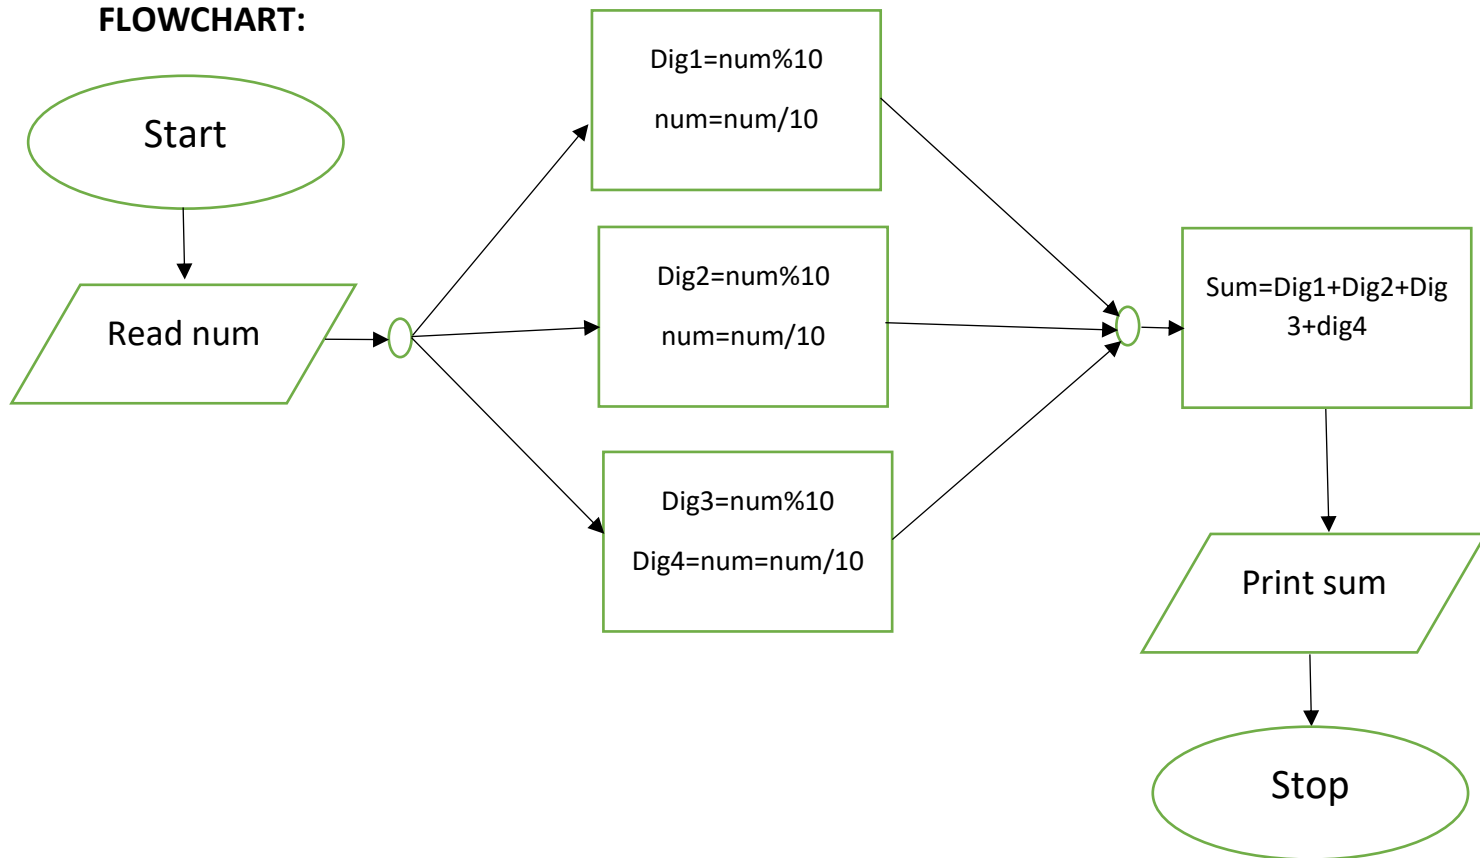 FLOWCHART:
Start
Read num
Dig1=num%10
num=num/10
Dig2=num%10
num=num/10
Dig3=num%10
Dig4=num=num/10
Sum=Dig1+Dig2+Dig
3+dig4
Print sum
Stop